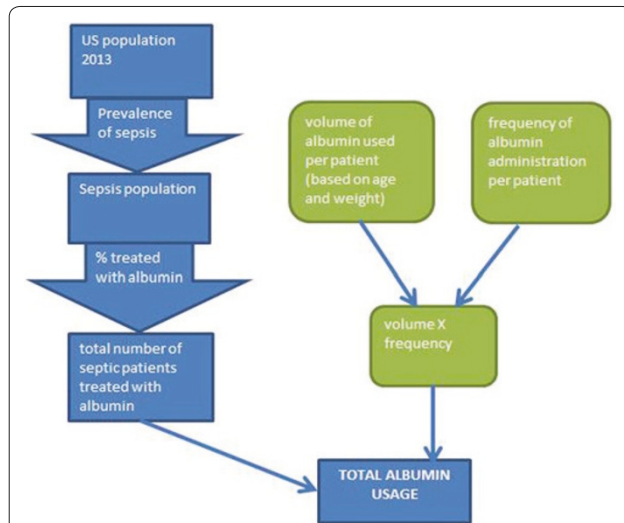 US population
2013
Prevalence
of sepsis
Sepsis population
% treated
with albumin
total number of
septic patients
treated with
albumin
volume of
albumin used
per patient
(based on age
and weight)
frequency of
albumin
administration
per patient
volume X
frequency
TOTAL ALBUMIN
USAGE